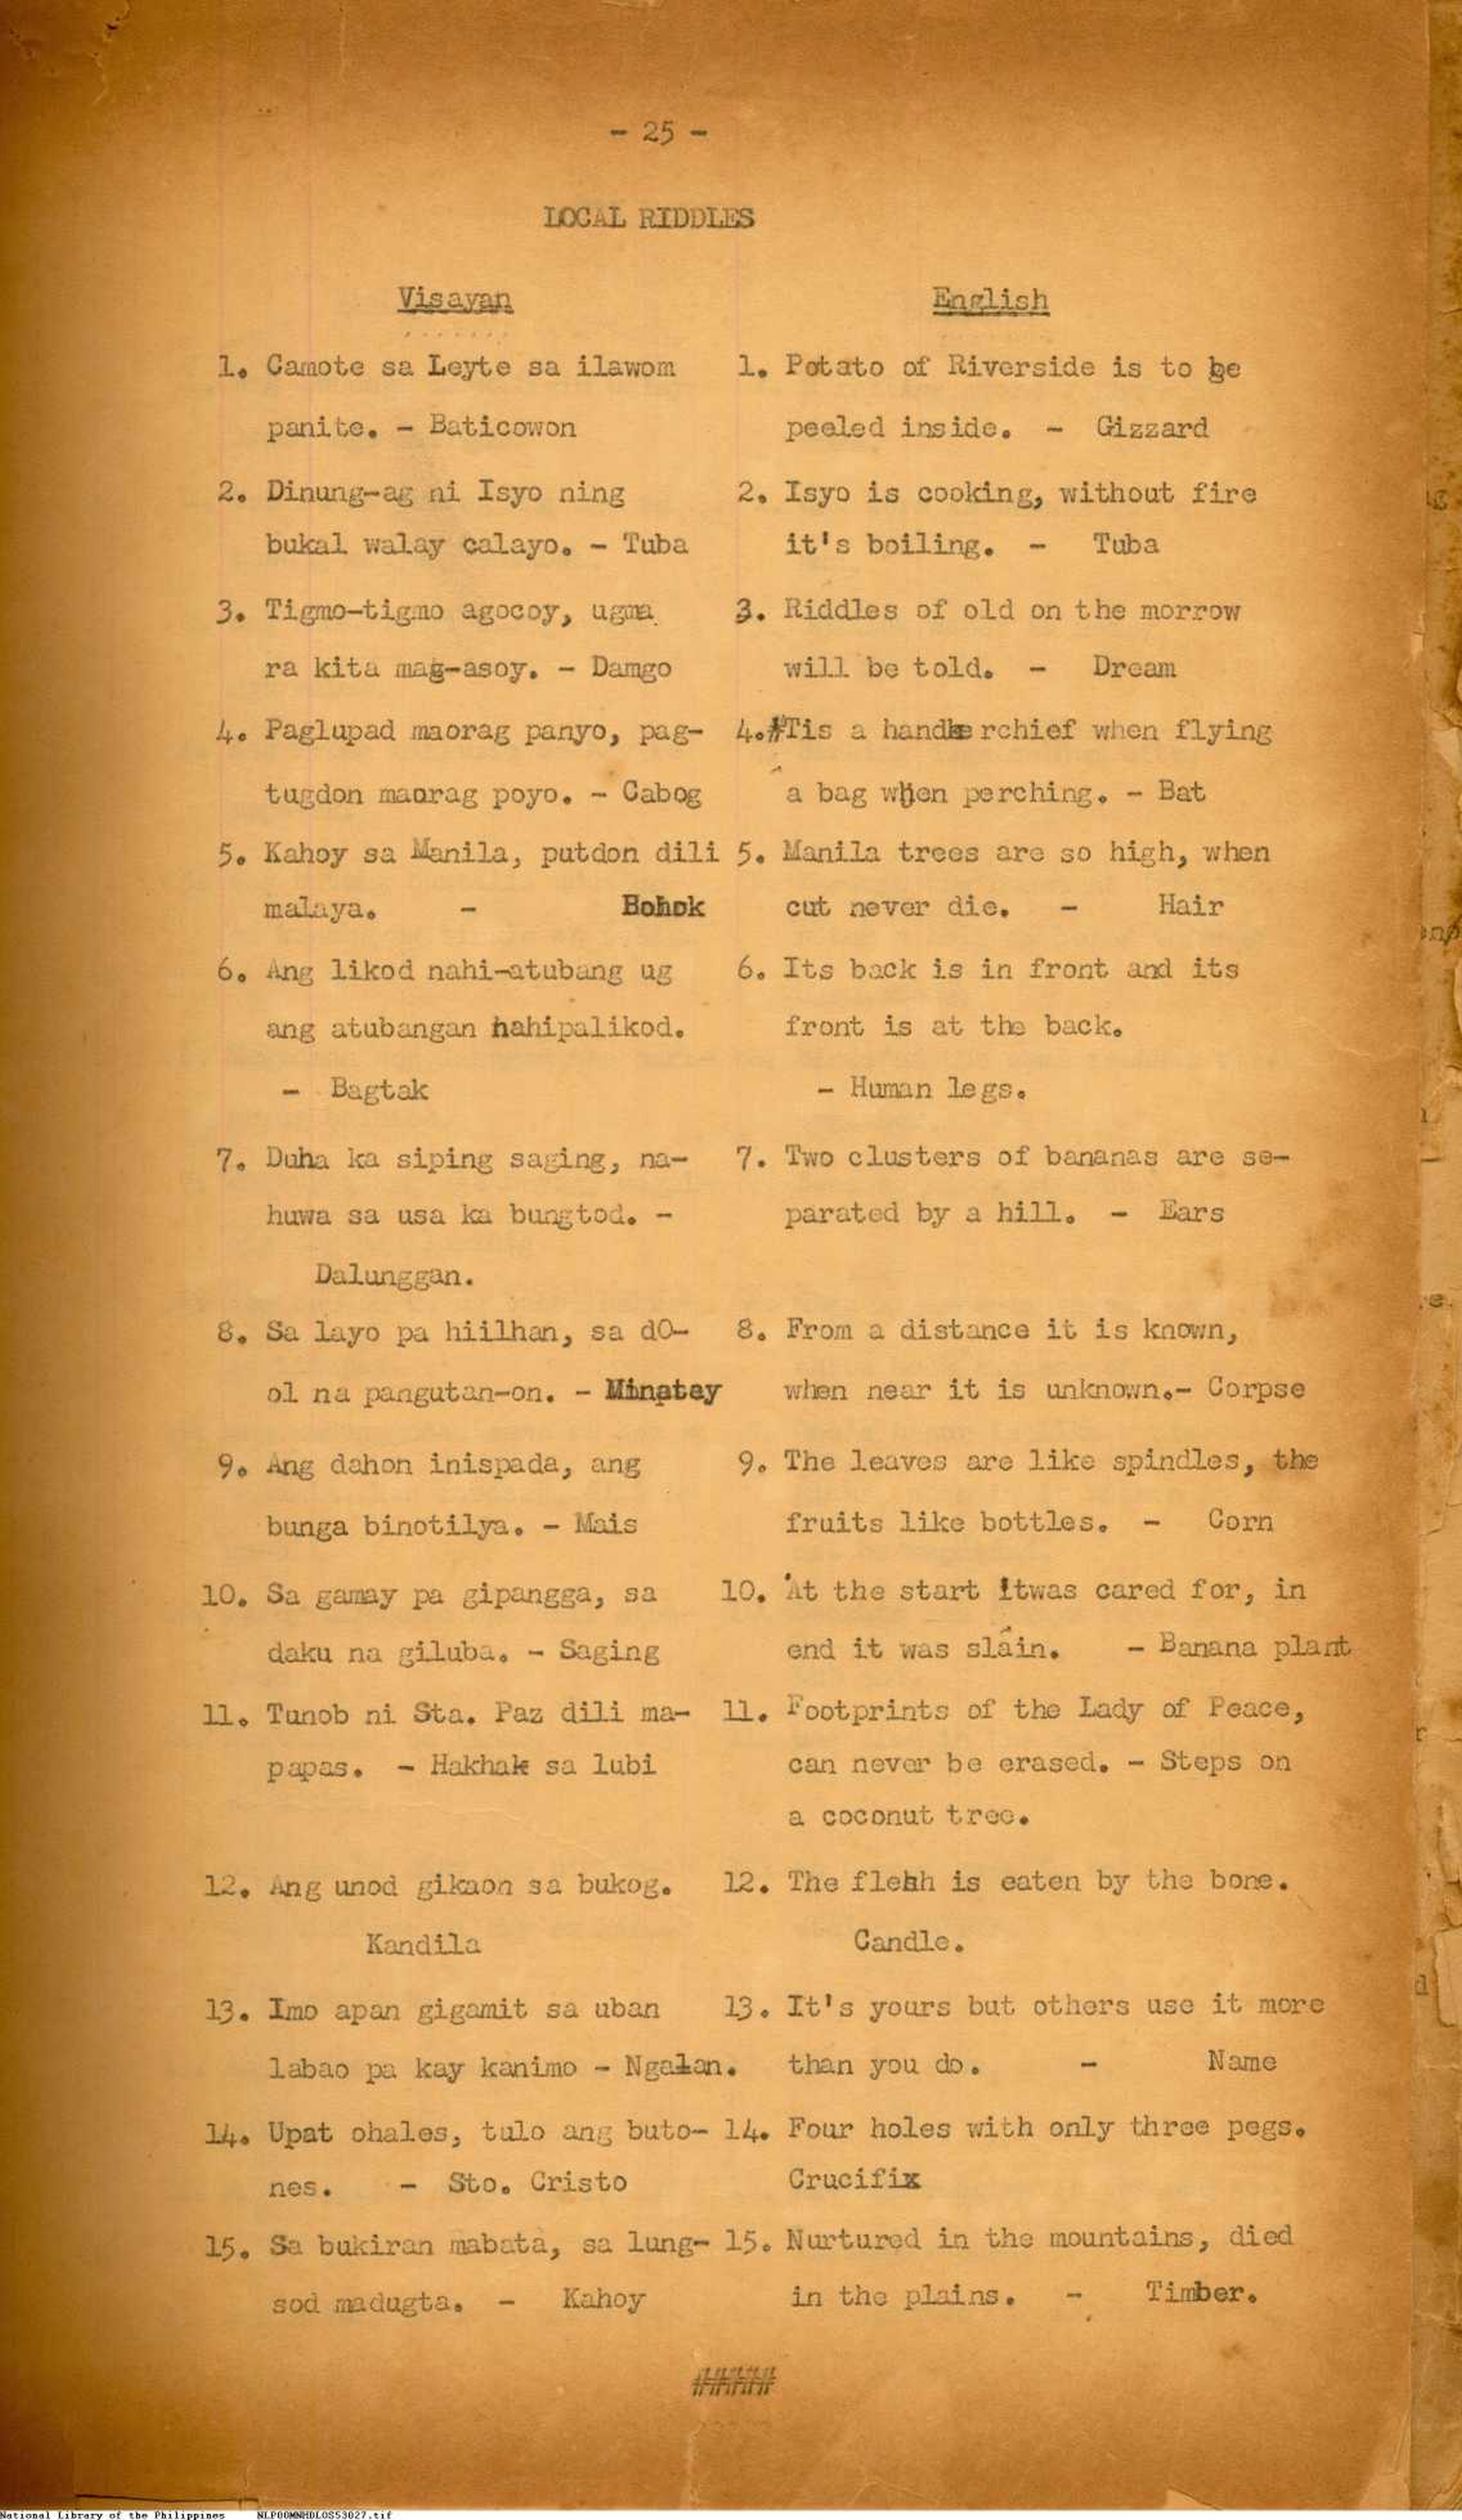 - 25 -
LOCAL RIDDLES
Visayan
1. Camote sa Leyte sa ilawom
panite. - Baticowon
2. Dinung-ag ni Isyo ning
bukal walay calayo. - Tuba
3. Tigmo-tigmo agocoy, ugma
ra kita mag-asoy. - Damgo
4. Paglupad maorag panyo, pag-
tugdon maorag poyo. - Cabog
5. Kahoy sa Manila, putdon dili
malaya. - Bohok
6. Ang likod nahi-atubang ug
ang atubangan nahipalikod.
- Bagtak
7. Duha ka siping saging, na-
huwa sa usa ka bungtod. -
Dalunggan.
8. Sa layo pa hiilhan, sa dO-
ol na pangutan-on. - Minatay
9. Ang dahon inispada, ang
bunga binotilya. - Mais
10. Sa gamay pa gipangga, sa
daku na giluba. - Saging
11. Tunob ni Sta. Paz dili ma-
papas. - Hakhak sa lubi
12. Ang unod gikaon sa bukog.
Kandila
13. Imo apan gigamit sa uban
labao pa kay kanimo - Ngalan.
14. Upat ohales, tulo ang buto-
nes. - Sto. Cristo
15. Sa bukiran mabata, sa lung-
sod madugta. - Kahoy
English
1. Potato of Riverside is to be
peeled inside. - Gizzard
2. Isyo is cooking, without fire
it's boiling. - Tuba
3. Riddles of old on the morrow
will be told. - Dream
4. 'Tis a handkerchief when flying
a bag when perching. - Bat
5. Manila trees are so high, when
cut never die. - Hair
6. Its back is in front and its
front is at the back.
- Human legs.
7. Two clusters of bananas are se-
parated by a hill. - Ears
8. From a distance it is known,
when near it is unknown.- Corpse
9. The leaves are like spindles, the
fruits like bottles. - Corn
10. At the start itwas cared for, in
end it was slain. - Banana plant
11. Footprints of the Lady of Peace,
can never be erased. - Steps on
a coconut tree.
12. The flehh is eaten by the bone.
Candle.
13. It's yours but others use it more
than you do. - Name
14. Four holes with only three pegs.
Crucifix
15. Nurtured in the mountains, died
in the plains. - Timber.
#####
National Library of the Philippines NLP00MNHDLOS53027.tif